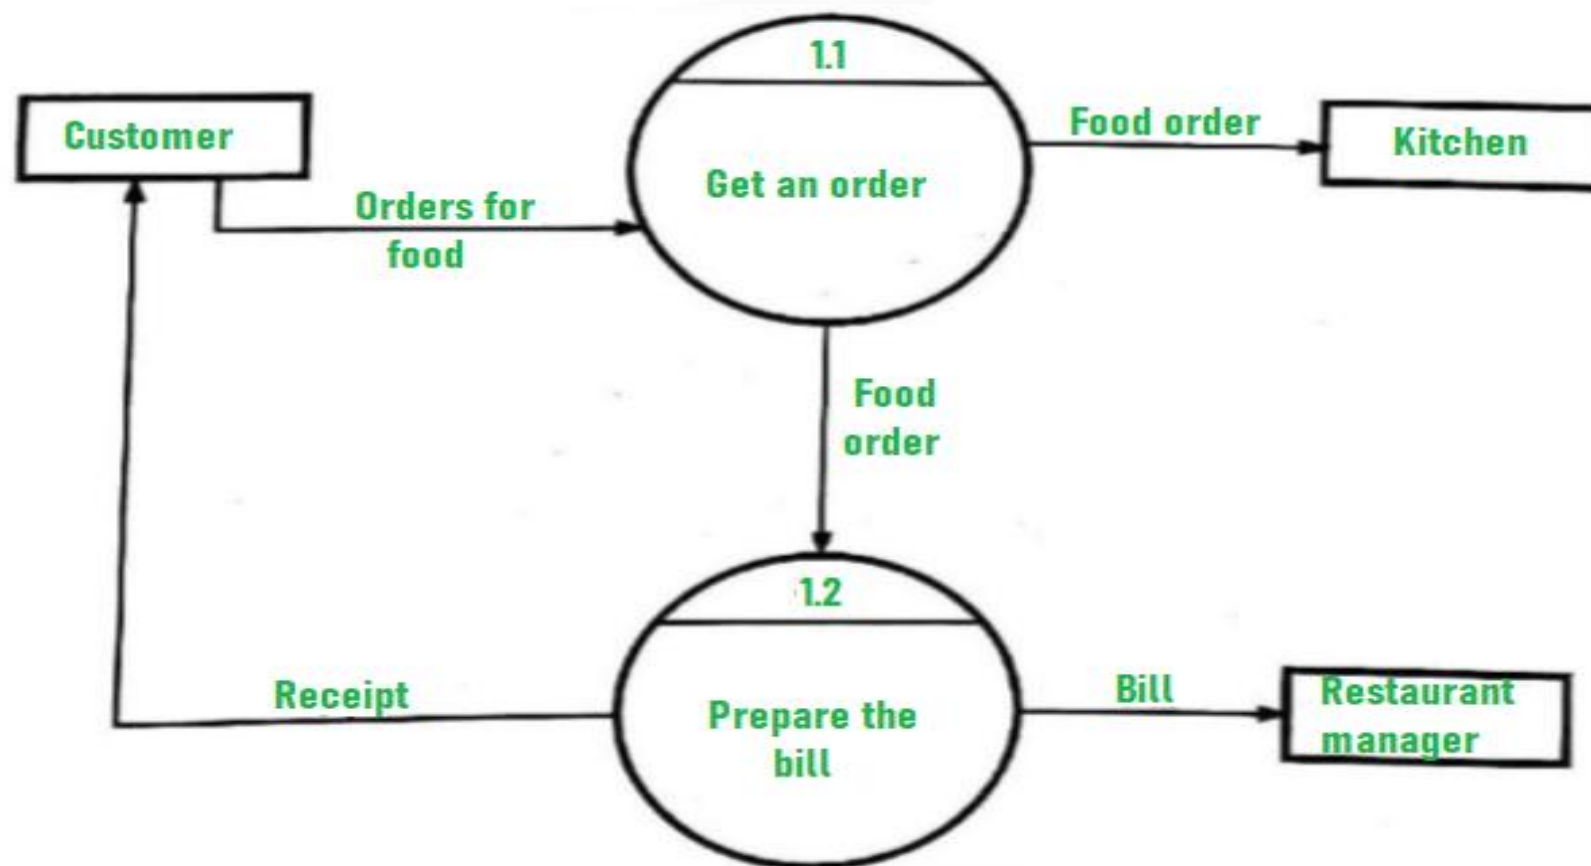 1.1
Customer
Food order
Kitchen
Get an order
Orders for
food
Food
order
1.2
Receipt
Prepare the
bill
Bill
Restaurant
manager